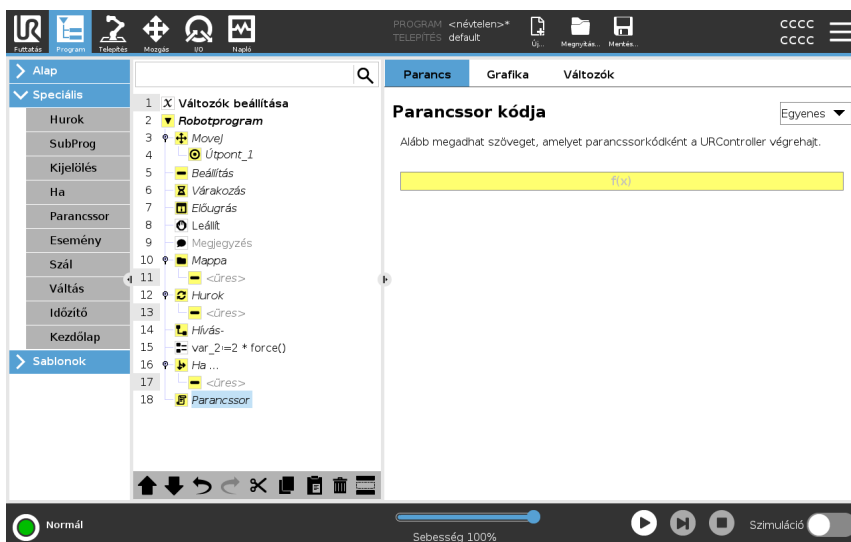 UR
Futtatás
Program
Telepítés
Mozgás
I/O
Napló
PROGRAM <névtelen>*
TELEPÍTÉS default
Új...
Megnyitás...
Mentés...
CCCC
CCCC
Alap
Speciális
Hurok
SubProg
Kijelölés
Ha
Parancssor
Esemény
Szál
Váltás
Időzítő
Kezdőlap
Sablonok
1 X Változók beállítása
2 Robotprogram
3 MoveJ
4 Útpont_1
5 Beállítás
6 Várakozás
7 Előugrás
8 Leállít
9 Megjegyzés
10 Mappa
11 <üres>
12 Hurok
13 <üres>
14 Hívás-
15 var_2≔2 * force()
16 Ha ...
17 <üres>
18 Parancssor
Parancs Grafika Változók
Parancssor kódja
Egyenes
Alább megadhat szöveget, amelyet parancssorkódként a URController végrehajt.
f(x)
Normál
Sebesség 100%
Szimuláció